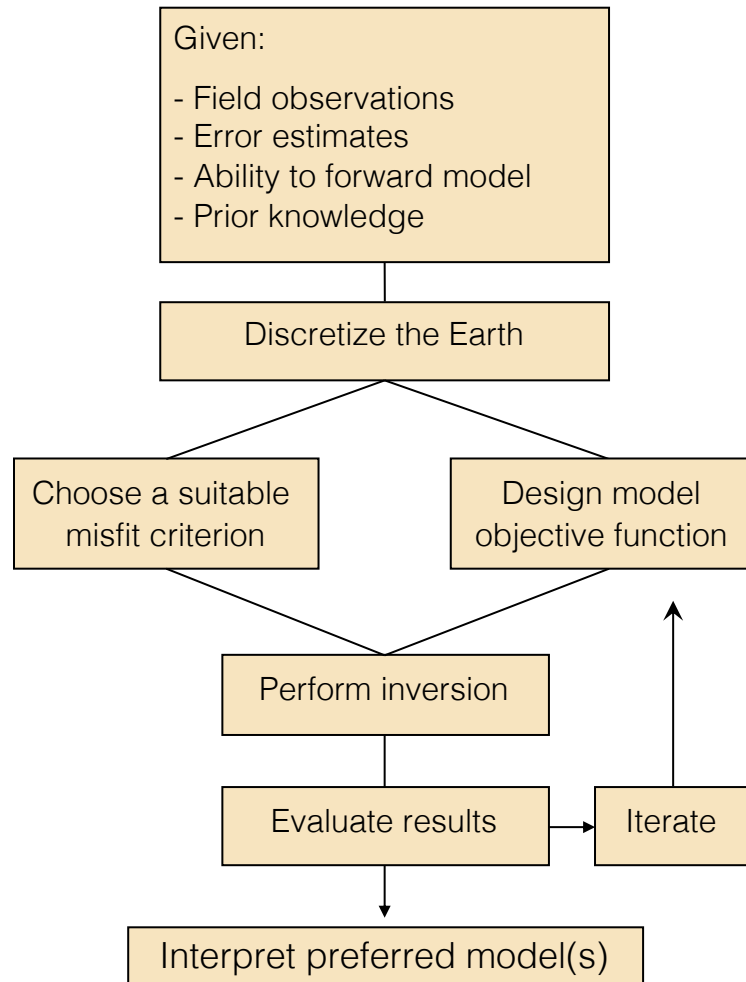 Given:
- Field observations
- Error estimates
- Ability to forward model
- Prior knowledge
Discretize the Earth
Choose a suitable
misfit criterion
Design model
objective function
Perform inversion
Evaluate results
Iterate
Interpret preferred model(s)